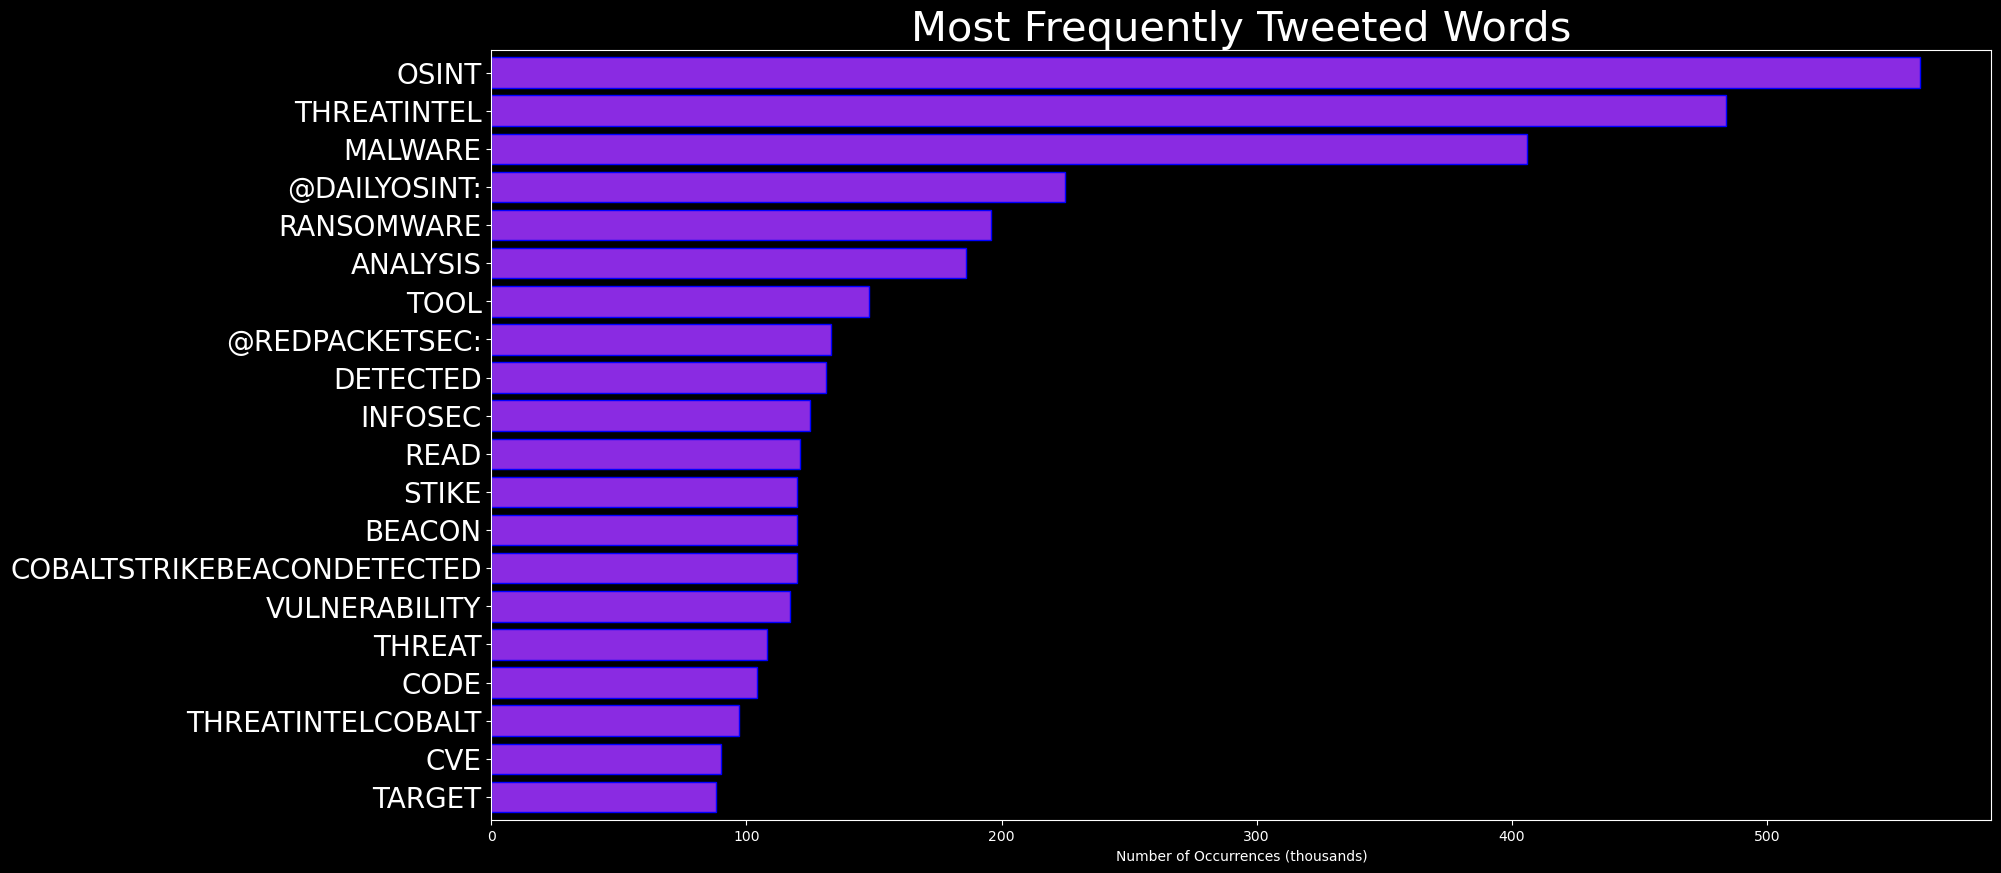 Most Frequently Tweeted Words
OSINT
THREATINTEL
MALWARE
@DAILYOSINT:
RANSOMWARE
ANALYSIS
TOOL
@REDPACKETSEC:
DETECTED
INFOSEC
READ
STIKE
BEACON
COBALTSTRIKEBEACONDETECTED
VULNERABILITY
THREAT
CODE
THREATINTELCOBALT
CVE
TARGET
0 100 200 300 400 500
Number of Occurrences (thousands)